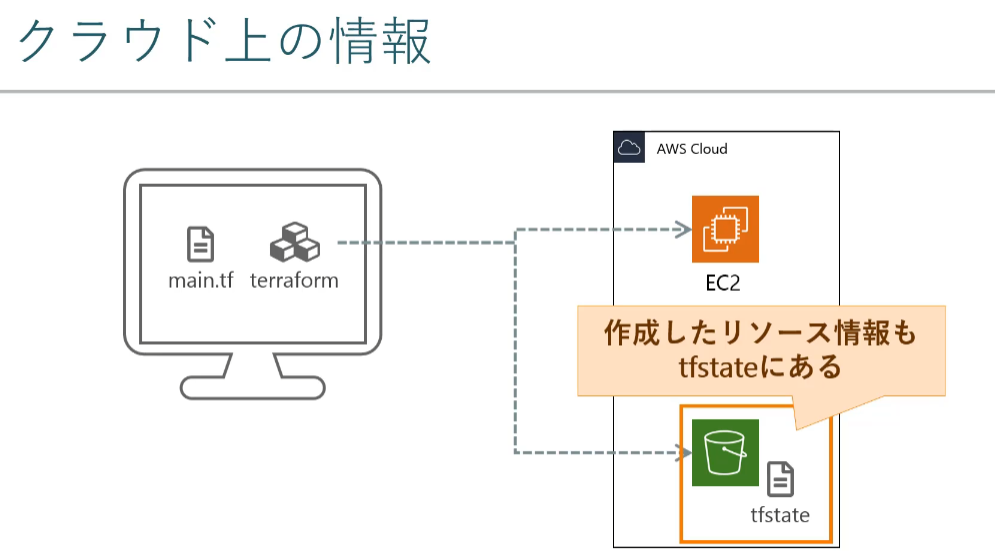 クラウド上の情報
AWS Cloud
main.tf
terraform
EC2
作成したリソース情報も
tfstateにある
tfstate